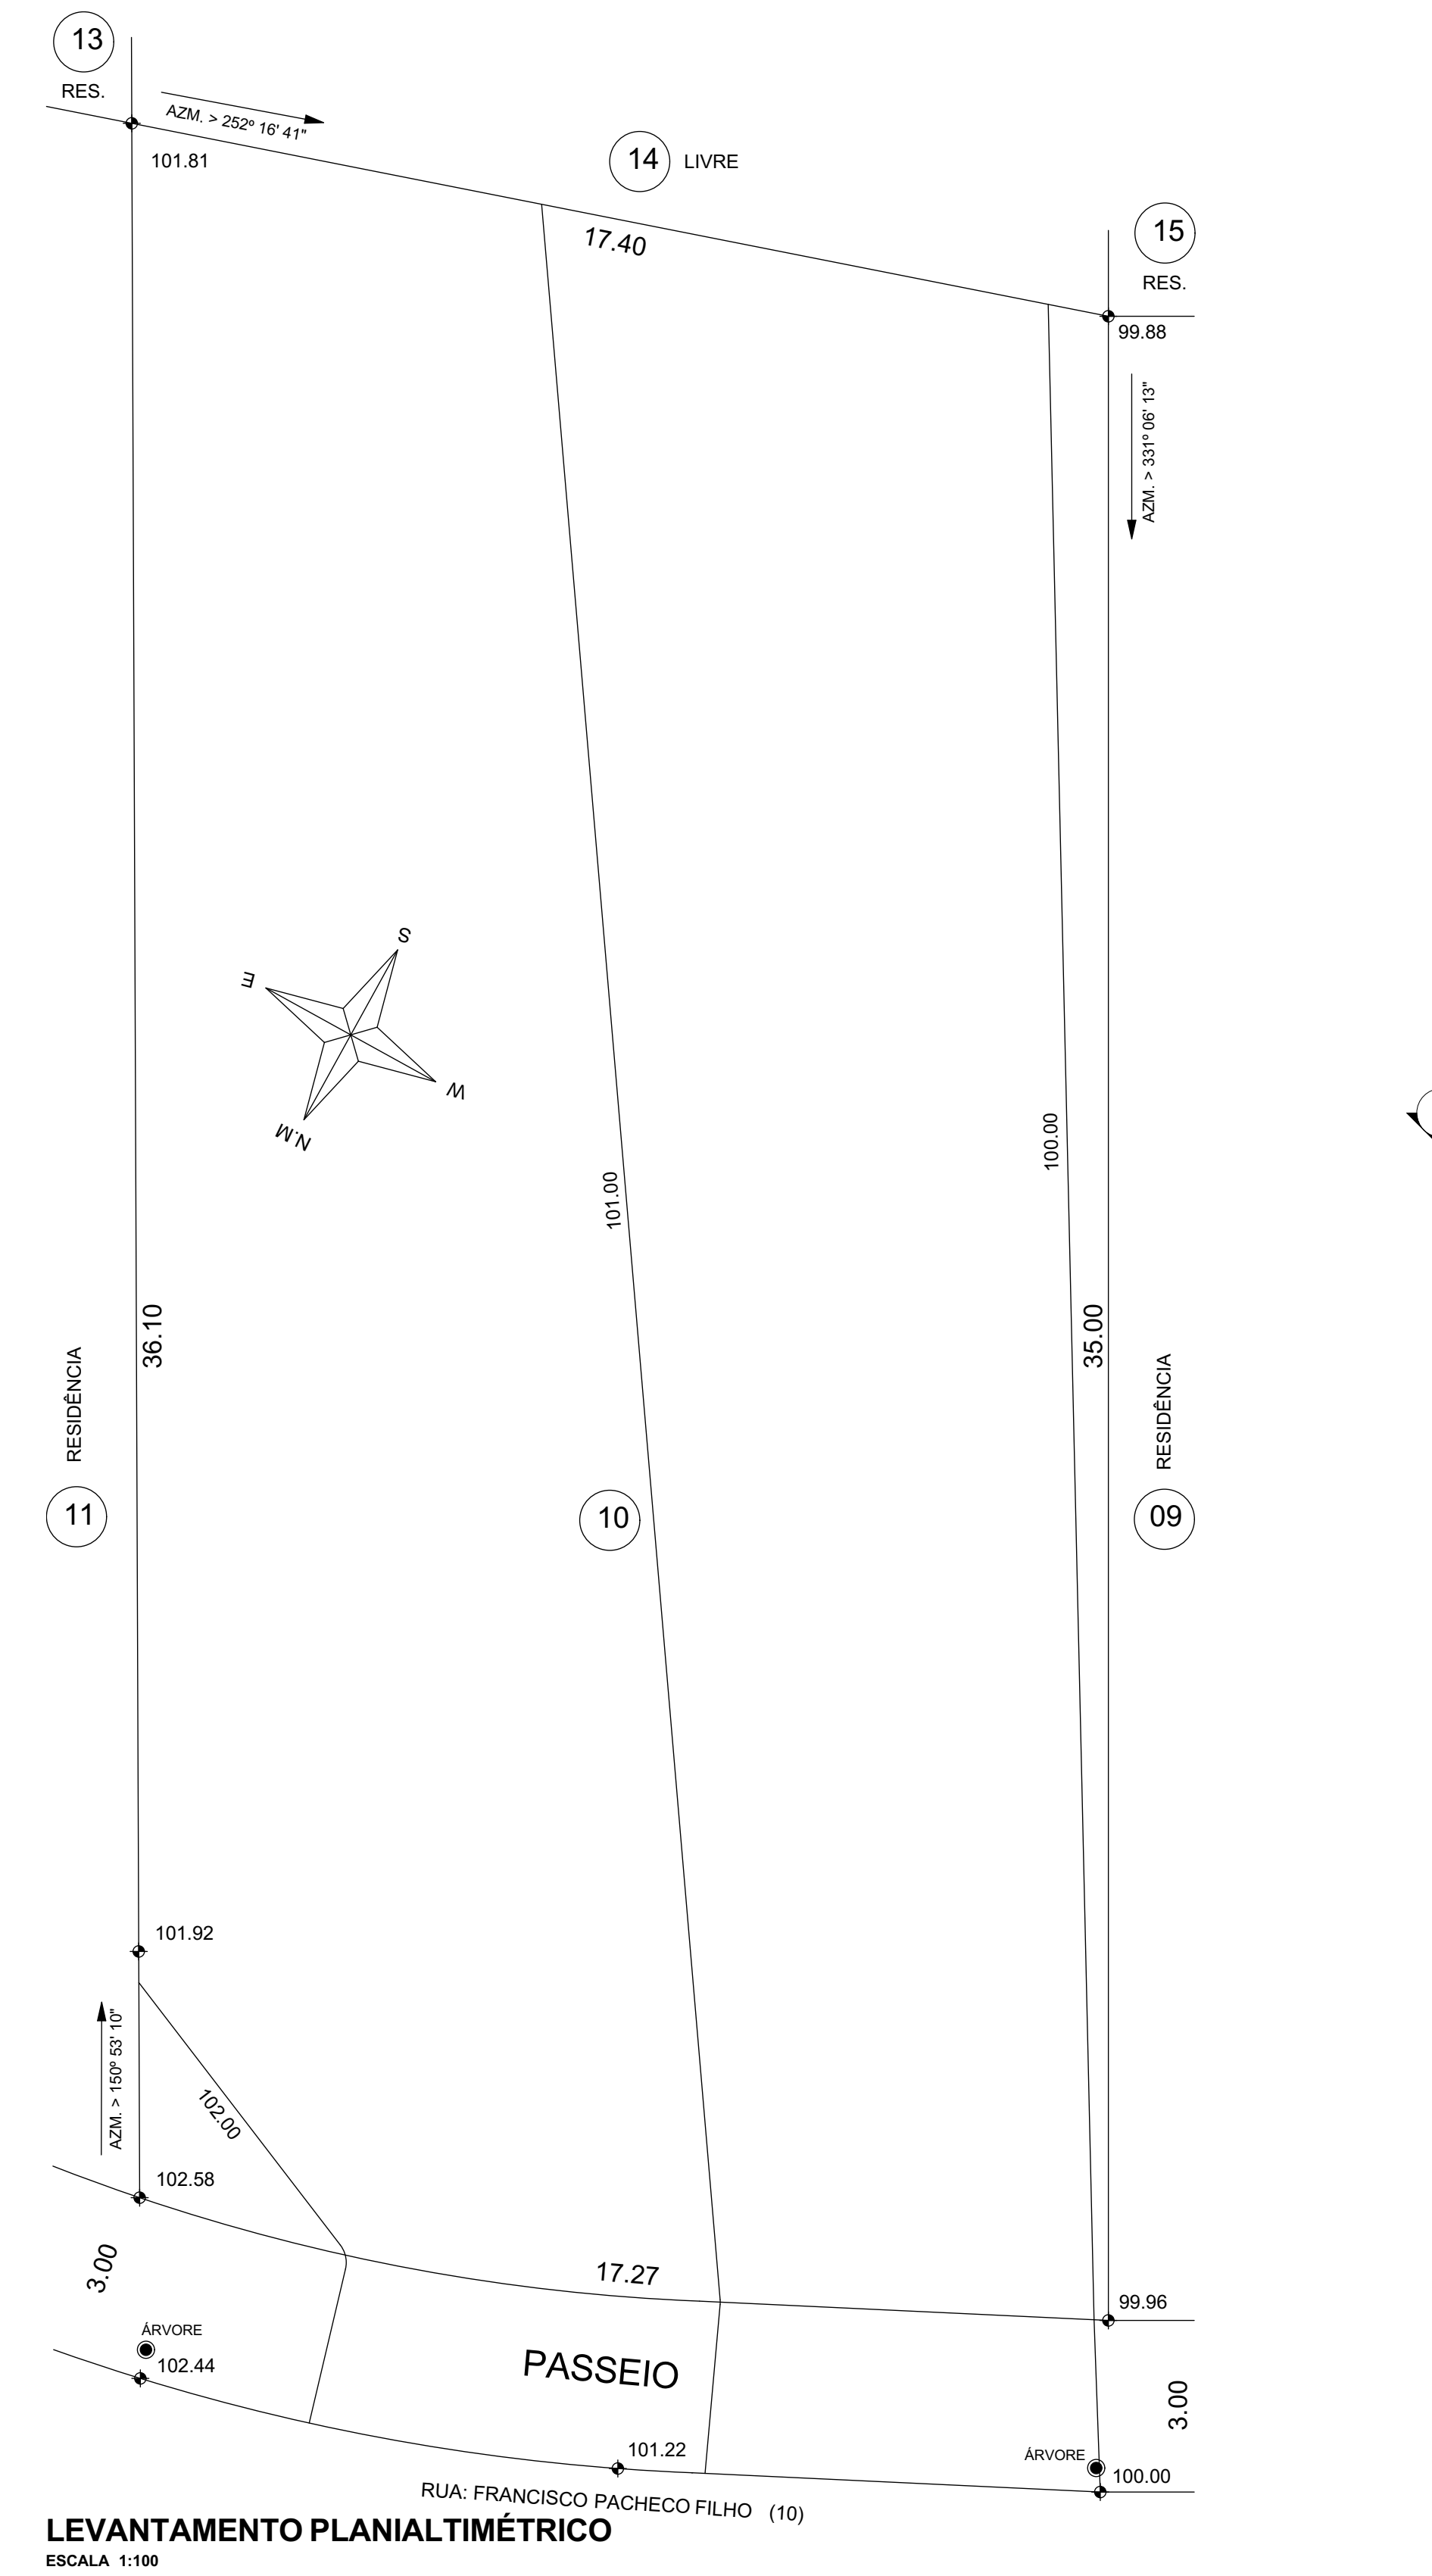 13
RES.
AZM. > 252º 16' 41"
101.81
14 LIVRE
17.40
15
RES.
99.88
AZM. > 331º 06' 13"
S
E
W
N.M
101.00
100.00
36.10
35.00
RESIDÊNCIA
RESIDÊNCIA
11
10
09
101.92
AZM. > 150º 53' 10"
102.00
102.58
3.00
17.27
99.96
ÁRVORE
102.44
PASSEIO
3.00
101.22
ÁRVORE
100.00
RUA: FRANCISCO PACHECO FILHO (10)
LEVANTAMENTO PLANIALTIMÉTRICO
ESCALA 1:100